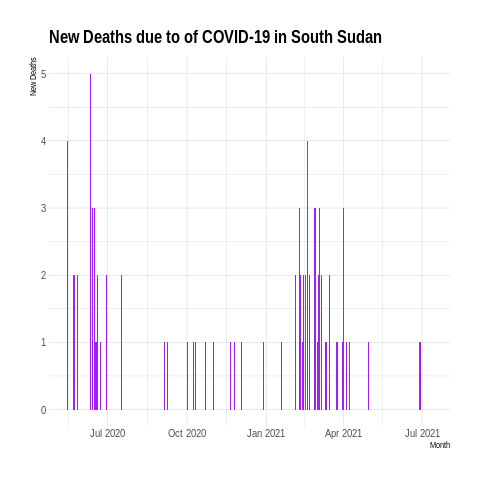 New Deaths due to of COVID-19 in South Sudan
New Deaths
5
4
3
2
1
0
Jul 2020 Oct 2020 Jan 2021 Apr 2021 Jul 2021
Month